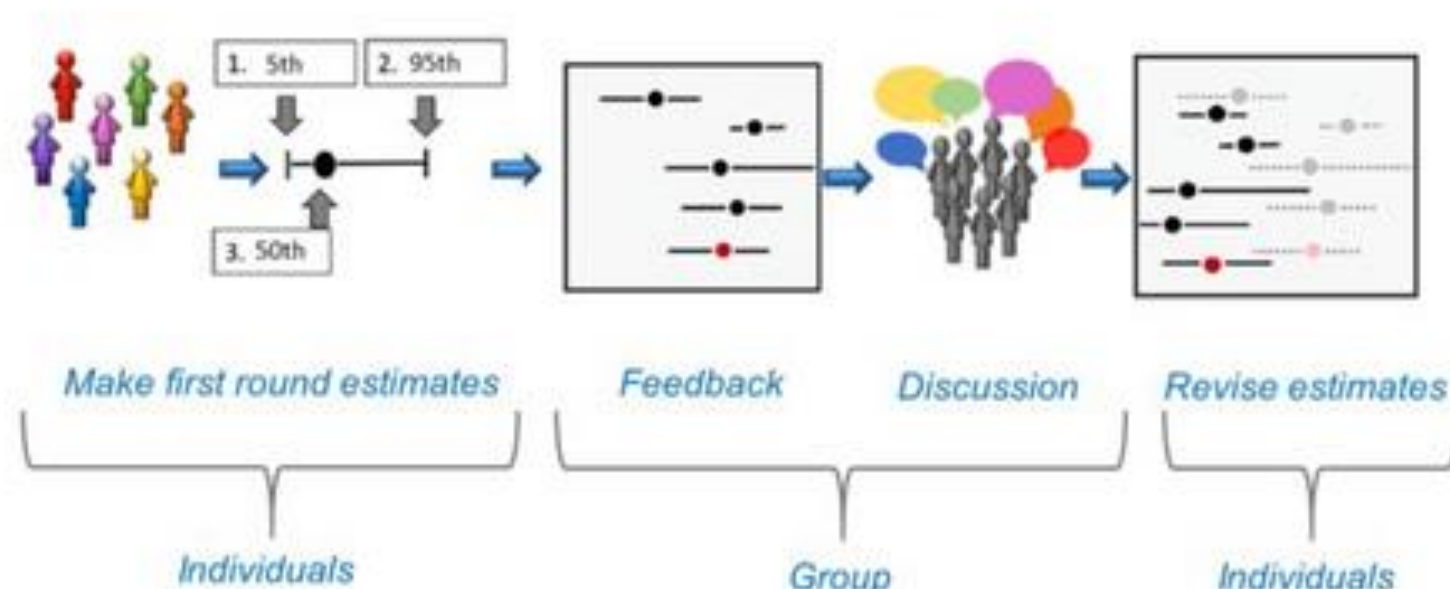 1. 5th
2. 95th
3. 50th
Make first round estimates
Feedback
Discussion
Revise estimates
Individuals
Group
Individuals